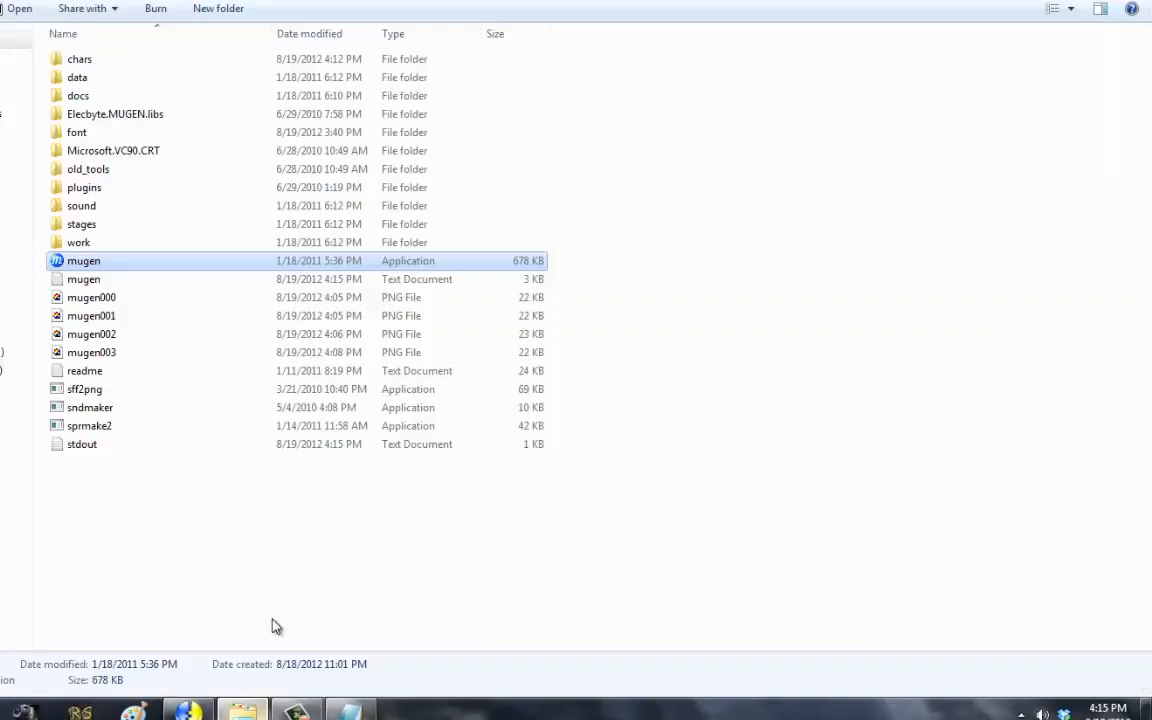 Open Share with Burn New folder
Name Date modified Type Size
chars 8/19/2012 4:12 PM File folder
data 1/18/2011 6:12 PM File folder
docs 1/18/2011 6:10 PM File folder
Elecbyte.MUGEN.libs 6/29/2010 7:58 PM File folder
font 8/19/2012 3:40 PM File folder
Microsoft.VC90.CRT 6/28/2010 10:49 AM File folder
old_tools 6/28/2010 10:49 AM File folder
plugins 6/29/2010 1:19 PM File folder
sound 1/18/2011 6:12 PM File folder
stages 1/18/2011 6:12 PM File folder
work 1/18/2011 6:12 PM File folder
mugen 1/18/2011 5:36 PM Application 678 KB
mugen 8/19/2012 4:15 PM Text Document 3 KB
mugen000 8/19/2012 4:05 PM PNG File 22 KB
mugen001 8/19/2012 4:05 PM PNG File 22 KB
mugen002 8/19/2012 4:06 PM PNG File 23 KB
mugen003 8/19/2012 4:08 PM PNG File 22 KB
readme 1/11/2011 8:19 PM Text Document 24 KB
sff2png 3/21/2010 10:40 PM Application 69 KB
sndmaker 5/4/2010 4:08 PM Application 10 KB
sprmake2 1/14/2011 11:58 AM Application 42 KB
stdout 8/19/2012 4:15 PM Text Document 1 KB
Date modified: 1/18/2011 5:36 PM Date created: 8/18/2012 11:01 PM
ion Size: 678 KB
RS 4:15 PM